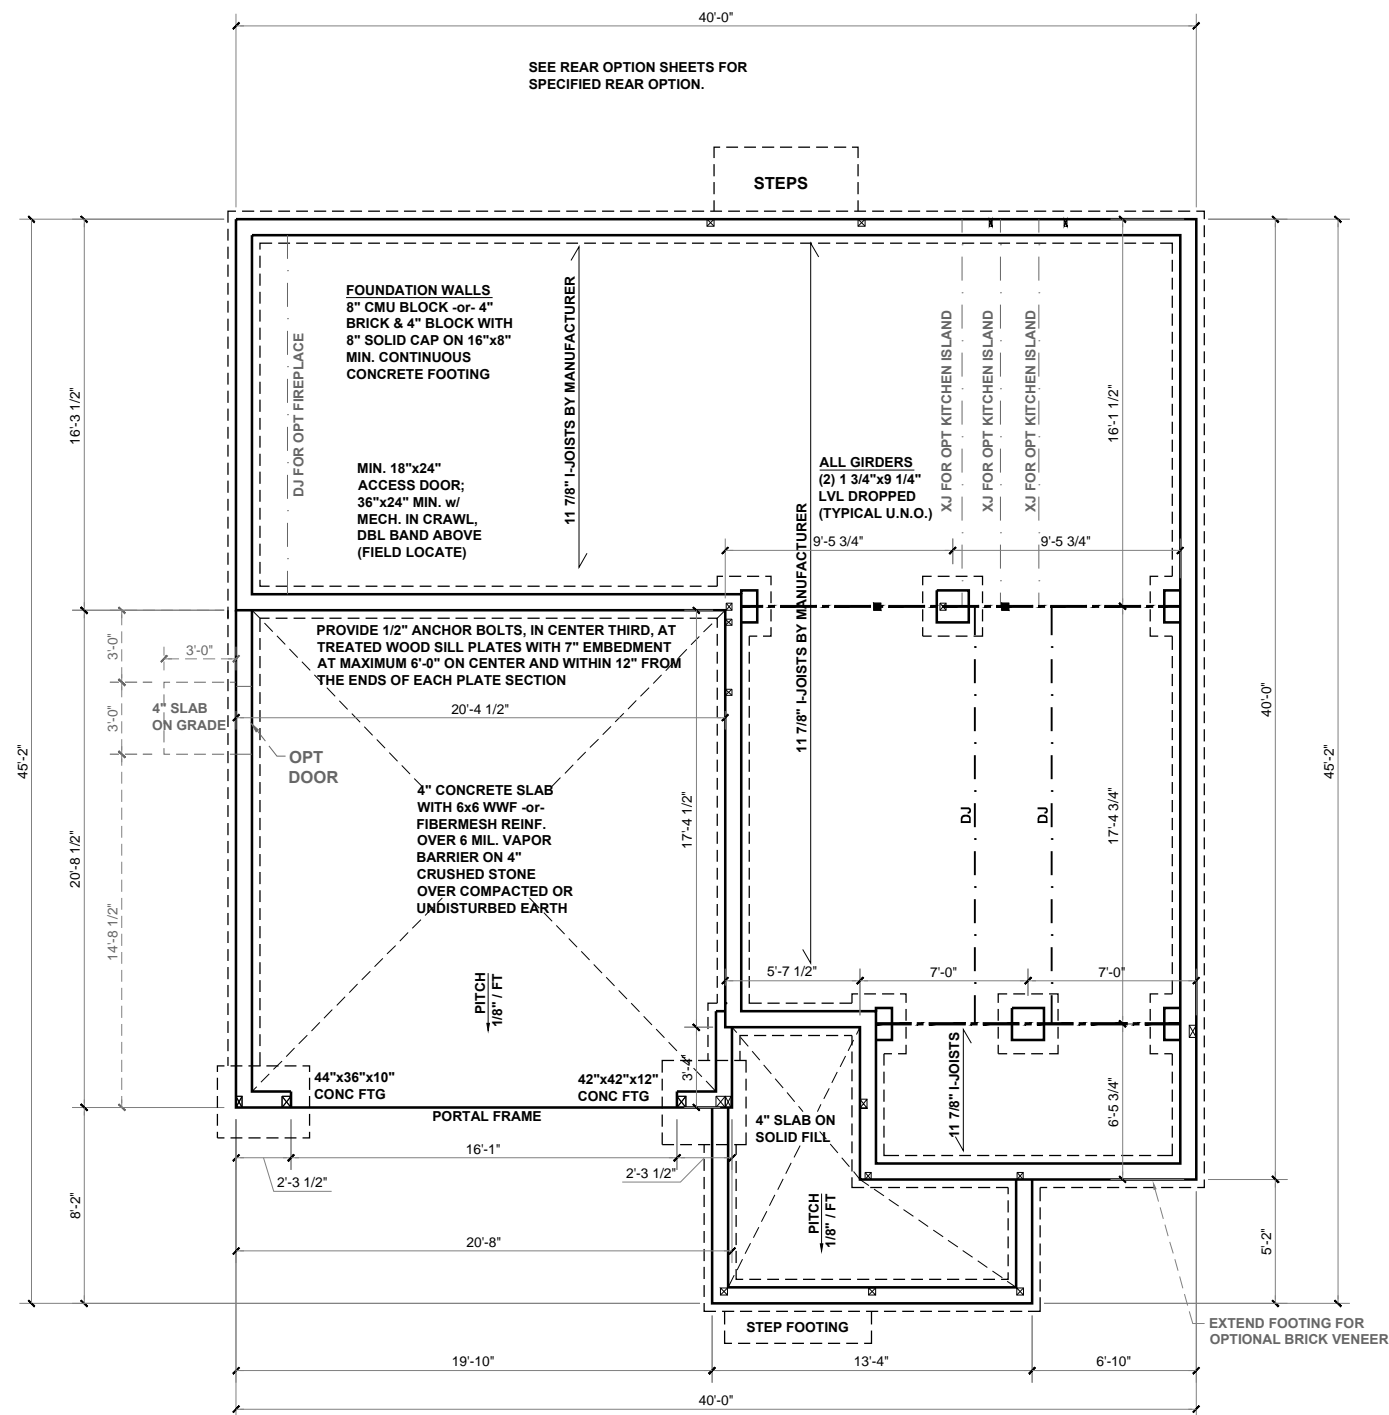 40'-0"
SEE REAR OPTION SHEETS FOR
SPECIFIED REAR OPTION.
STEPS
FOUNDATION WALLS
8" CMU BLOCK -or- 4"
BRICK & 4" BLOCK WITH
8" SOLID CAP ON 16"x8"
MIN. CONTINUOUS
CONCRETE FOOTING
DJ FOR OPT FIREPLACE
11 7/8" I-JOISTS BY MANUFACTURER
XJ FOR OPT KITCHEN ISLAND
XJ FOR OPT KITCHEN ISLAND
XJ FOR OPT KITCHEN ISLAND
16'-3 1/2"
16'-1 1/2"
MIN. 18"x24"
ACCESS DOOR;
36"x24" MIN. w/
MECH. IN CRAWL,
DBL BAND ABOVE
(FIELD LOCATE)
ALL GIRDERS
(2) 1 3/4"x9 1/4"
LVL DROPPED
(TYPICAL U.N.O.)
11 7/8" I-JOISTS BY MANUFACTURER
9'-5 3/4"
9'-5 3/4"
PROVIDE 1/2" ANCHOR BOLTS, IN CENTER THIRD, AT
TREATED WOOD SILL PLATES WITH 7" EMBEDMENT
AT MAXIMUM 6'-0" ON CENTER AND WITHIN 12" FROM
THE ENDS OF EACH PLATE SECTION
3'-0"
3'-0"
3'-0"
4" SLAB
ON GRADE
20'-4 1/2"
OPT
DOOR
40'-0"
45'-2"
45'-2"
4" CONCRETE SLAB
WITH 6x6 WWF -or-
FIBERMESH REINF.
OVER 6 MIL. VAPOR
BARRIER ON 4"
CRUSHED STONE
OVER COMPACTED OR
UNDISTURBED EARTH
17'-4 1/2"
DJ
DJ
17'-4 3/4"
20'-8 1/2"
14'-8 1/2"
PITCH
1/8" / FT
5'-7 1/2"
7'-0"
7'-0"
3'-4"
11 7/8" I-JOISTS
6'-5 3/4"
44"x36"x10"
CONC FTG
42"x42"x12"
CONC FTG
PORTAL FRAME
4" SLAB ON
SOLID FILL
16'-1"
2'-3 1/2"
2'-3 1/2"
8'-2"
PITCH
1/8" / FT
20'-8"
5'-2"
STEP FOOTING
EXTEND FOOTING FOR
OPTIONAL BRICK VENEER
19'-10"
13'-4"
6'-10"
40'-0"